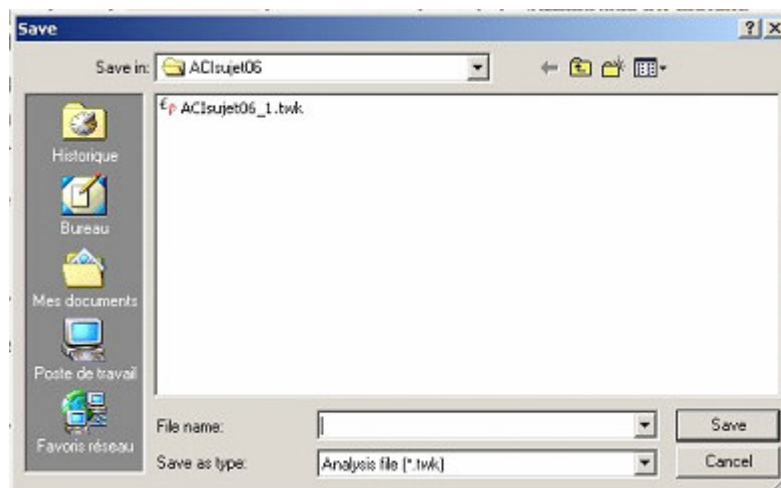 Save
Save in: ACIsujet06
ACIsujet06_1.twk
Historique
Bureau
Mes documents
Poste de travail
Favoris réseau
File name:
Save
Save as type: Analysis file (*.twk)
Cancel